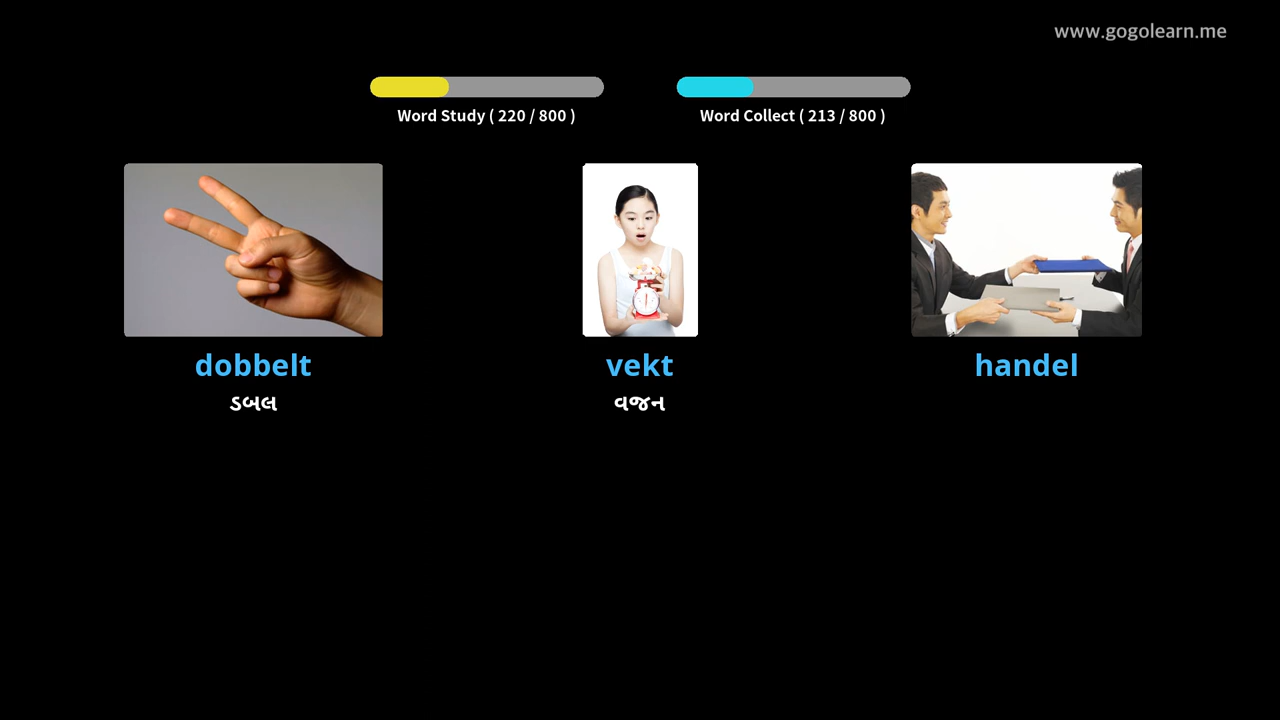 www.gogolearn.me
Word Study ( 220 / 800 )
Word Collect ( 213 / 800 )
dobbelt
vekt
handel
ડબલ
વજન